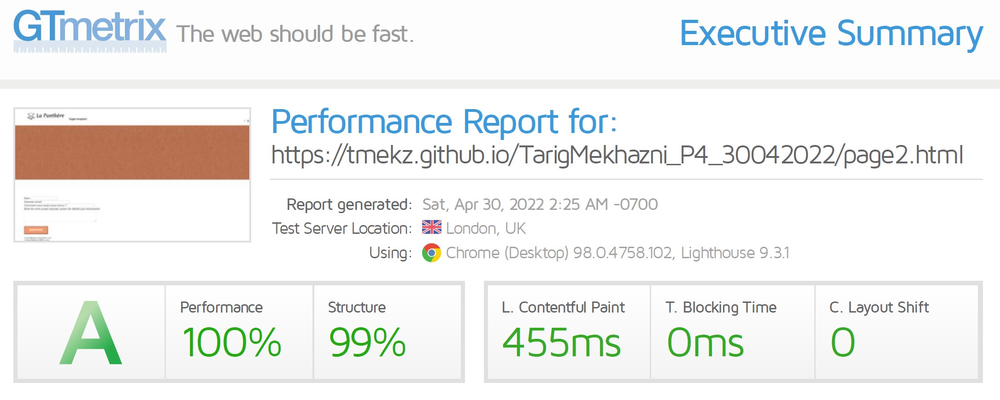 GTmetrix The web should be fast.
Executive Summary
La Panthère
Toggle navigation
Performance Report for:
https://tmekz.github.io/TarigMekhazni_P4_30042022/page2.html
Report generated: Sat, Apr 30, 2022 2:25 AM -0700
Test Server Location: London, UK
Using: Chrome (Desktop) 98.0.4758.102, Lighthouse 9.3.1
A
Performance
100%
Structure
99%
L. Contentful Paint
455ms
T. Blocking Time
0ms
C. Layout Shift
0